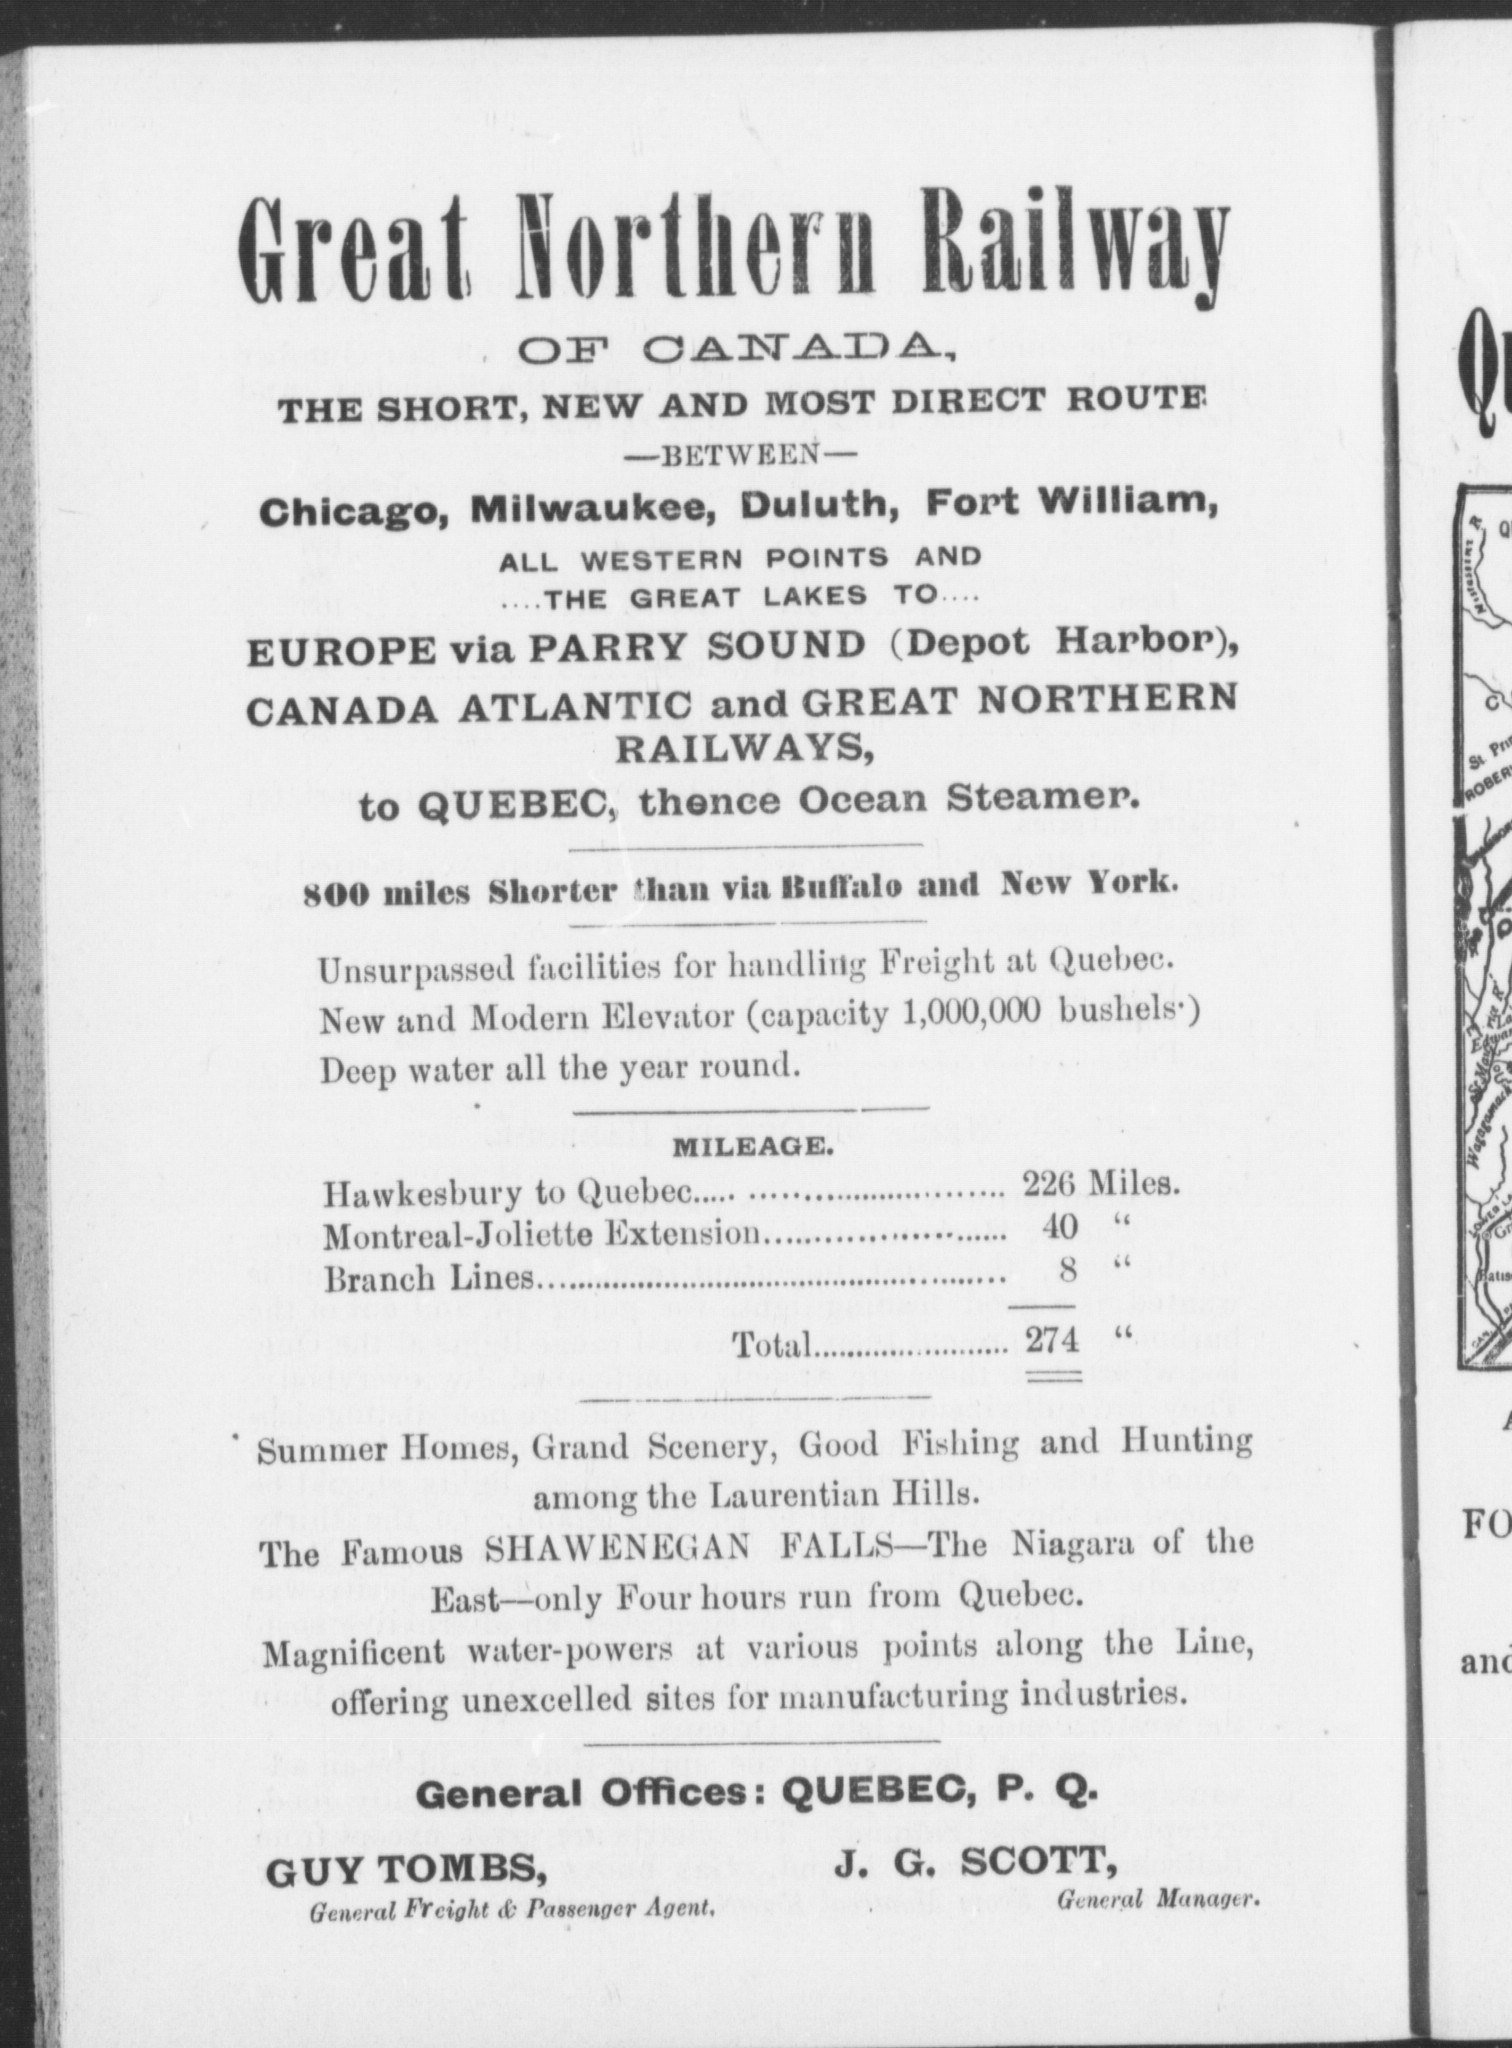 Great Northern Railway
OF CANADA,
THE SHORT, NEW AND MOST DIRECT ROUTE
—BETWEEN—
Chicago, Milwaukee, Duluth, Fort William,
ALL WESTERN POINTS AND
....THE GREAT LAKES TO....
EUROPE via PARRY SOUND (Depot Harbor),
CANADA ATLANTIC and GREAT NORTHERN
RAILWAYS,
to QUEBEC, thence Ocean Steamer.
800 miles Shorter than via Buffalo and New York.
Unsurpassed facilities for handling Freight at Quebec.
New and Modern Elevator (capacity 1,000,000 bushels.)
Deep water all the year round.
MILEAGE.
Hawkesbury to Quebec..... ............................. 226 Miles.
Montreal-Joliette Extension............................ 40 “
Branch Lines..................................................... 8 “
Total........................ 274 “
Summer Homes, Grand Scenery, Good Fishing and Hunting
among the Laurentian Hills.
The Famous SHAWENEGAN FALLS—The Niagara of the
East—only Four hours run from Quebec.
Magnificent water-powers at various points along the Line,
offering unexcelled sites for manufacturing industries.
General Offices: QUEBEC, P. Q.
GUY TOMBS,
General Freight & Passenger Agent.
J. G. SCOTT,
General Manager.